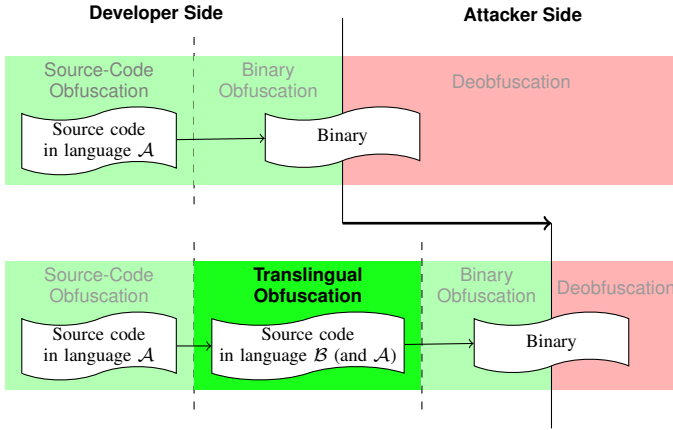 Developer Side
Attacker Side
Source-Code
Obfuscation
Binary
Obfuscation
Deobfuscation
Source code
in language 𝒜
Binary
Source-Code
Obfuscation
Translingual
Obfuscation
Binary
Obfuscation
Deobfuscation
Source code
in language 𝒜
Source code
in language ℬ (and 𝒜)
Binary